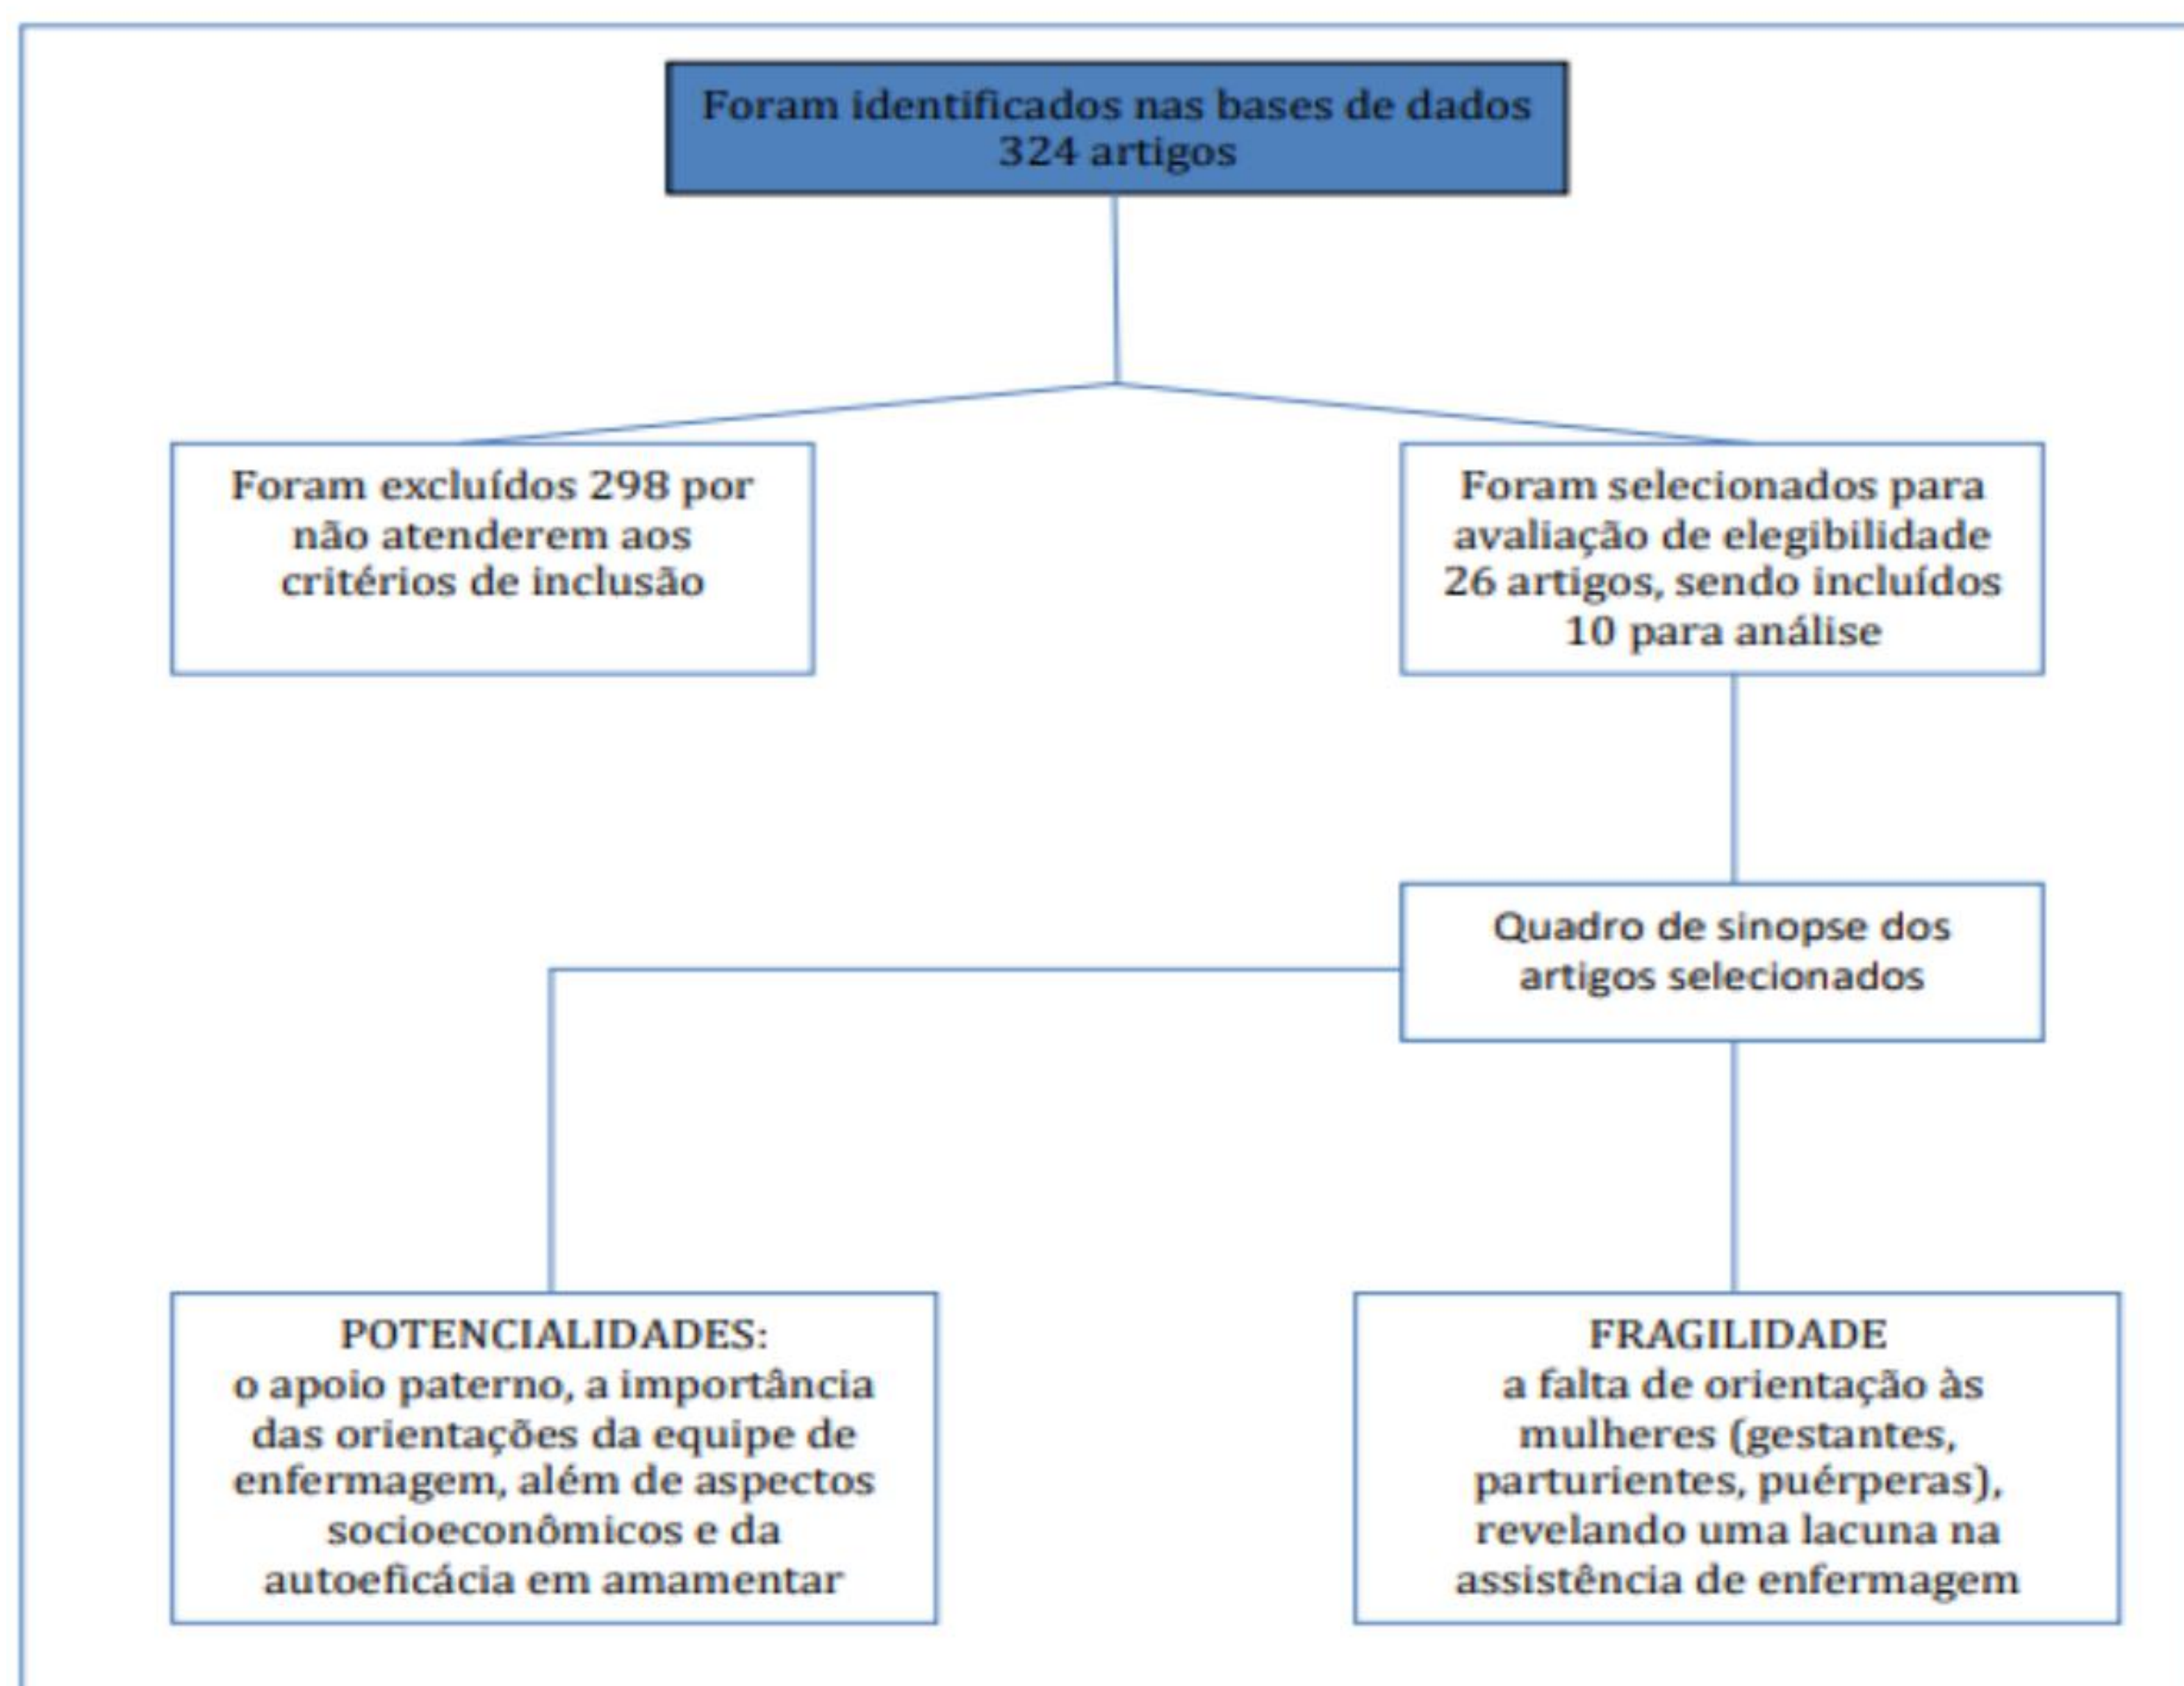 Foram identificados nas bases de dados
324 artigos
Foram excluídos 298 por
não atenderem aos
critérios de inclusão
Foram selecionados para
avaliação de elegibilidade
26 artigos, sendo incluídos
10 para análise
Quadro de sinopse dos
artigos selecionados
POTENCIALIDADES:
o apoio paterno, a importância
das orientações da equipe de
enfermagem, além de aspectos
socioeconômicos e da
autoeficácia em amamentar
FRAGILIDADE
a falta de orientação às
mulheres (gestantes,
parturientes, puérperas),
revelando uma lacuna na
assistência de enfermagem